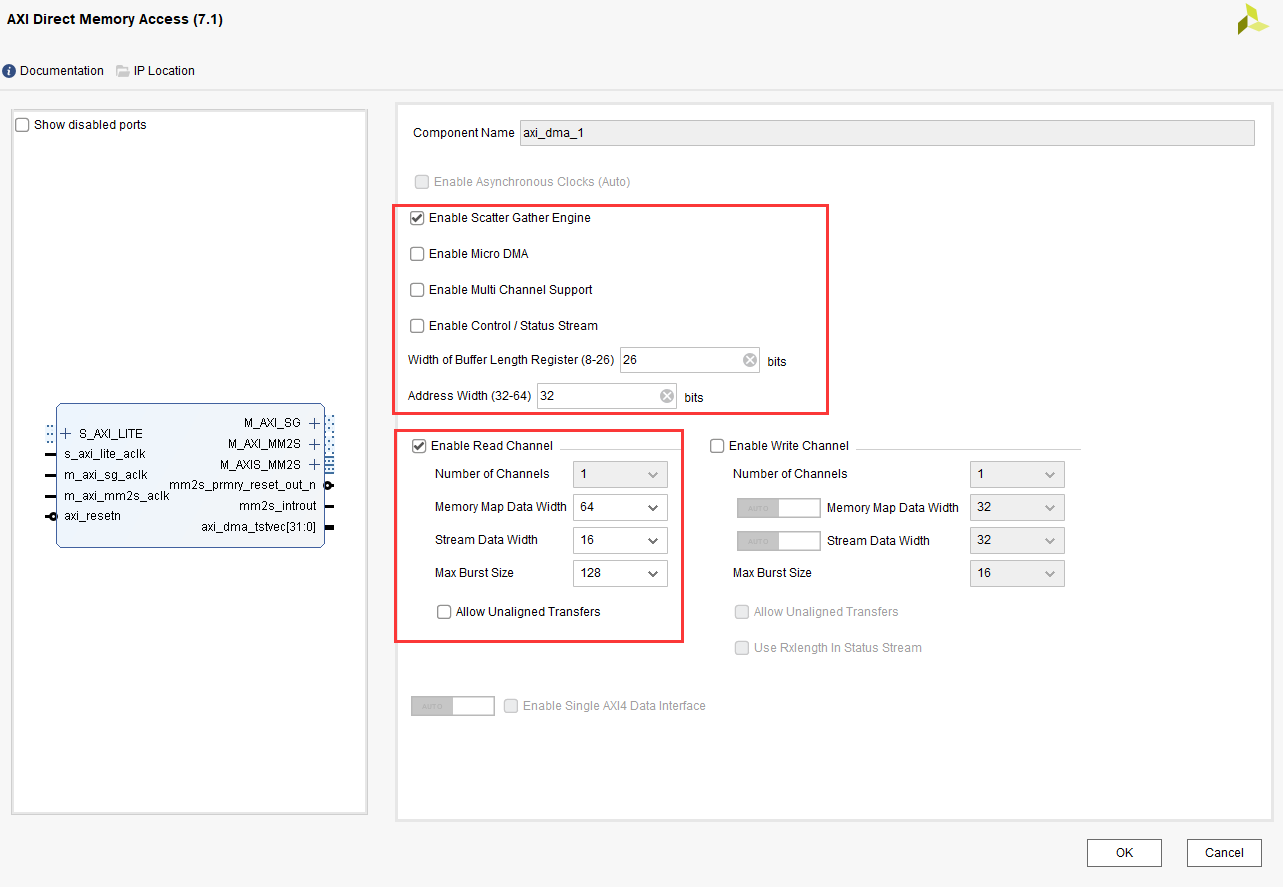 AXI Direct Memory Access (7.1)
Documentation IP Location
Show disabled ports
S_AXI_LITE
s_axi_lite_aclk
m_axi_sg_aclk
m_axi_mm2s_aclk
axi_resetn
M_AXI_SG
M_AXI_MM2S
M_AXIS_MM2S
mm2s_prmry_reset_out_n
mm2s_introut
axi_dma_tstvec[31:0]
Component Name axi_dma_1
Enable Asynchronous Clocks (Auto)
Enable Scatter Gather Engine
Enable Micro DMA
Enable Multi Channel Support
Enable Control / Status Stream
Width of Buffer Length Register (8-26) 26 bits
Address Width (32-64) 32 bits
Enable Read Channel
Number of Channels 1
Memory Map Data Width 64
Stream Data Width 16
Max Burst Size 128
Allow Unaligned Transfers
Enable Write Channel
Number of Channels 1
AUTO Memory Map Data Width 32
AUTO Stream Data Width 32
Max Burst Size 16
Allow Unaligned Transfers
Use Rxlength In Status Stream
AUTO Enable Single AXI4 Data Interface
OK Cancel